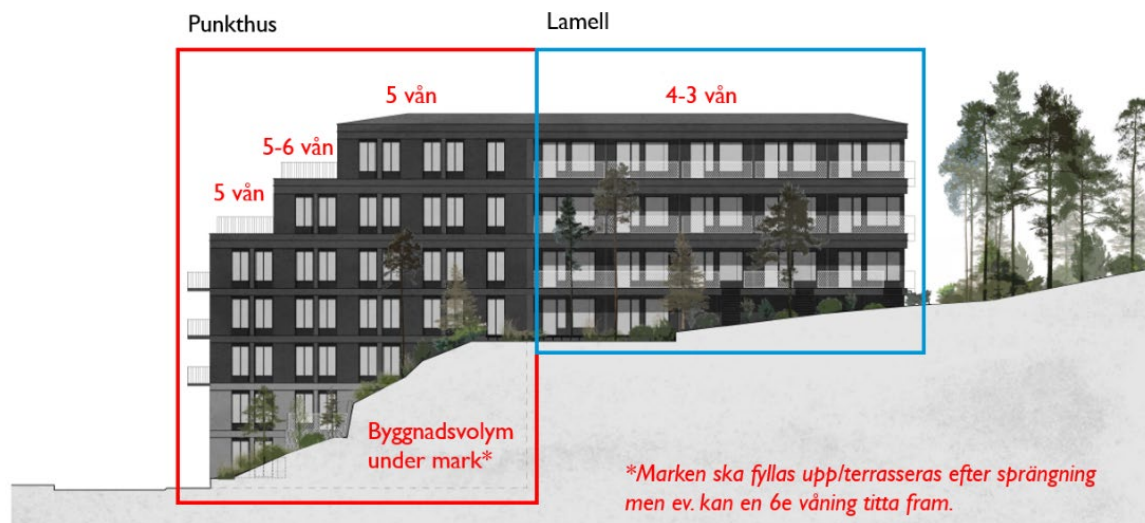 Punkthus
Lamell
5 vån
4-3 vån
5-6 vån
5 vån
Byggnadsvolym
under mark*
*Marken ska fyllas upp/terrasseras efter sprängning
men ev. kan en 6e våning titta fram.